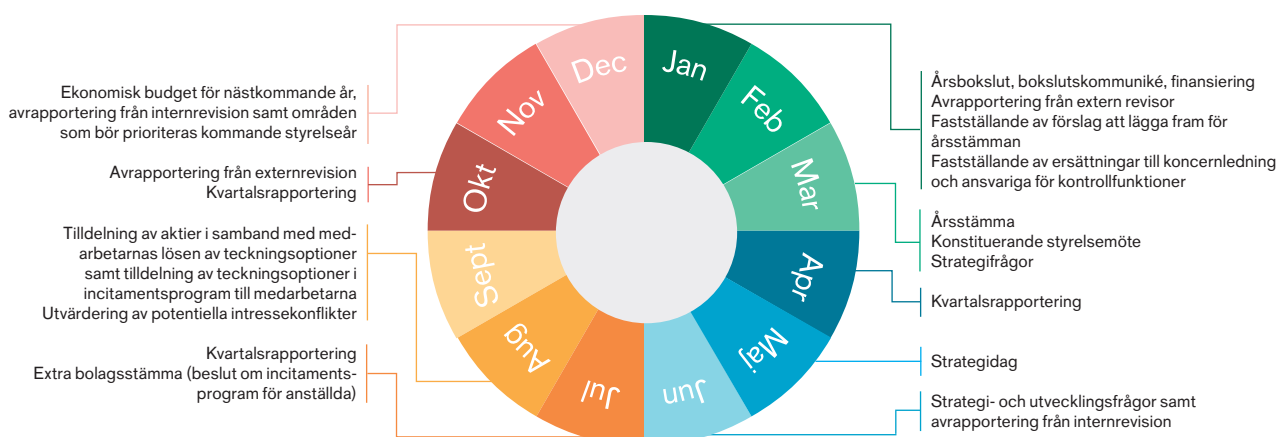 Jan
Feb
Mar
Apr
Maj
Jun
Jul
Aug
Sept
Okt
Nov
Dec
Årsbokslut, bokslutskommuniké, finansiering
Avrapportering från extern revisor
Fastställande av förslag att lägga fram för
årsstämman
Fastställande av ersättningar till koncernledning
och ansvariga för kontrollfunktioner
Årsstämma
Konstituerande styrelsemöte
Strategifrågor
Kvartalsrapportering
Strategidag
Strategi- och utvecklingsfrågor samt
avrapportering från internrevision
Kvartalsrapportering
Extra bolagsstämma (beslut om incitaments-
program för anställda)
Tilldelning av aktier i samband med med-
arbetarnas lösen av teckningsoptioner
samt tilldelning av teckningsoptioner i
incitamentsprogram till medarbetarna
Utvärdering av potentiella intressekonflikter
Avrapportering från externrevision
Kvartalsrapportering
Ekonomisk budget för nästkommande år,
avrapportering från internrevision samt områden
som bör prioriteras kommande styrelseår